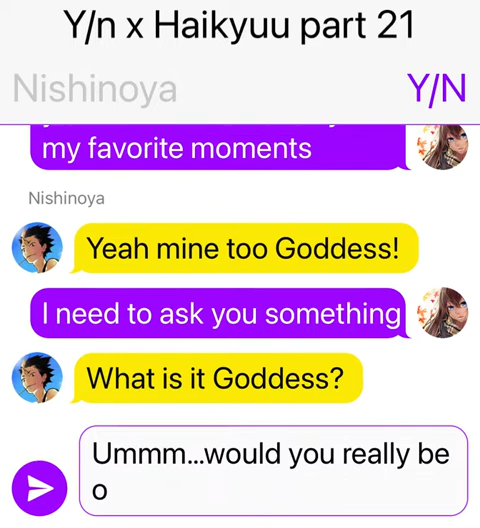 Y/n x Haikyuu part 21
Nishinoya Y/N
my favorite moments
Nishinoya
Yeah mine too Goddess!
I need to ask you something
What is it Goddess?
Ummm...would you really be
o